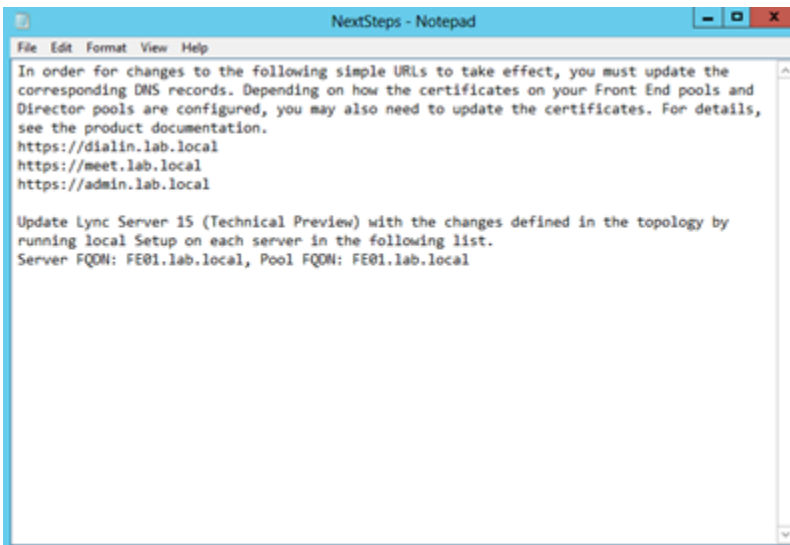 NextSteps - Notepad
File Edit Format View Help
In order for changes to the following simple URLs to take effect, you must update the
corresponding DNS records. Depending on how the certificates on your Front End pools and
Director pools are configured, you may also need to update the certificates. For details,
see the product documentation.
https://dialin.lab.local
https://meet.lab.local
https://admin.lab.local
Update Lync Server 15 (Technical Preview) with the changes defined in the topology by
running local Setup on each server in the following list.
Server FQDN: FE01.lab.local, Pool FQDN: FE01.lab.local